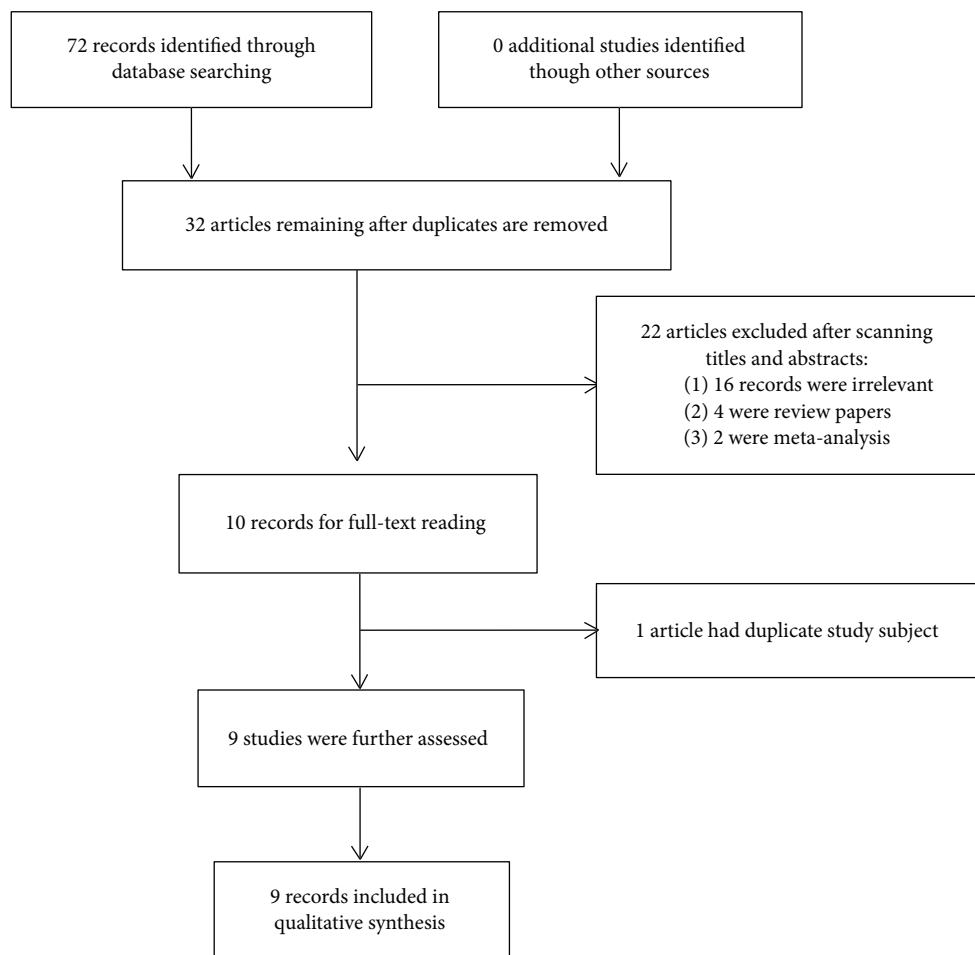 72 records identified through
database searching
0 additional studies identified
though other sources
32 articles remaining after duplicates are removed
22 articles excluded after scanning
titles and abstracts:
(1) 16 records were irrelevant
(2) 4 were review papers
(3) 2 were meta-analysis
10 records for full-text reading
1 article had duplicate study subject
9 studies were further assessed
9 records included in
qualitative synthesis